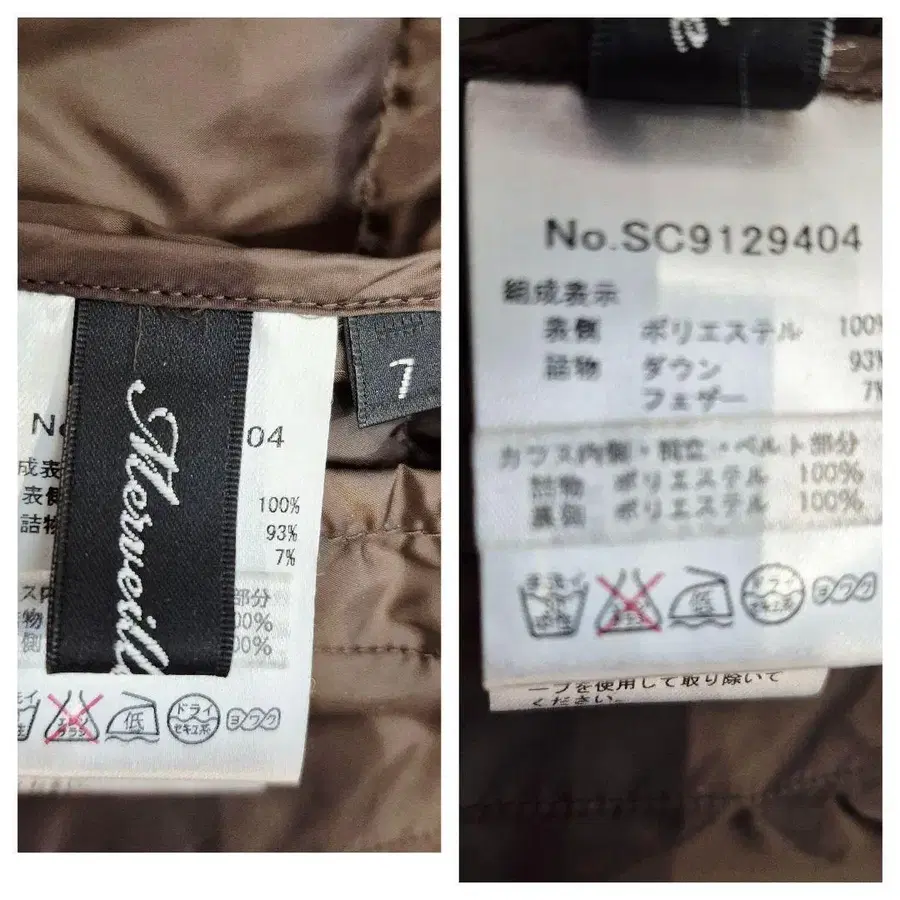 Merveill
7
No
04
成表
表側
100%
詰物
93%
7%
ス内
部分
物
00%
側
00%
洗イ
低
ドライ
セキユ系
ヨワク
No.SC9129404
組成表示
表側 ポリエステル 100%
詰物 ダウン 93%
フェザー 7%
カフス内側・前立・ベルト部分
詰物 ポリエステル 100%
裏側 ポリエステル 100%
手洗イ
低
ドライ
セキユ系
ヨワク
ープを使用して取り除いて
ください。